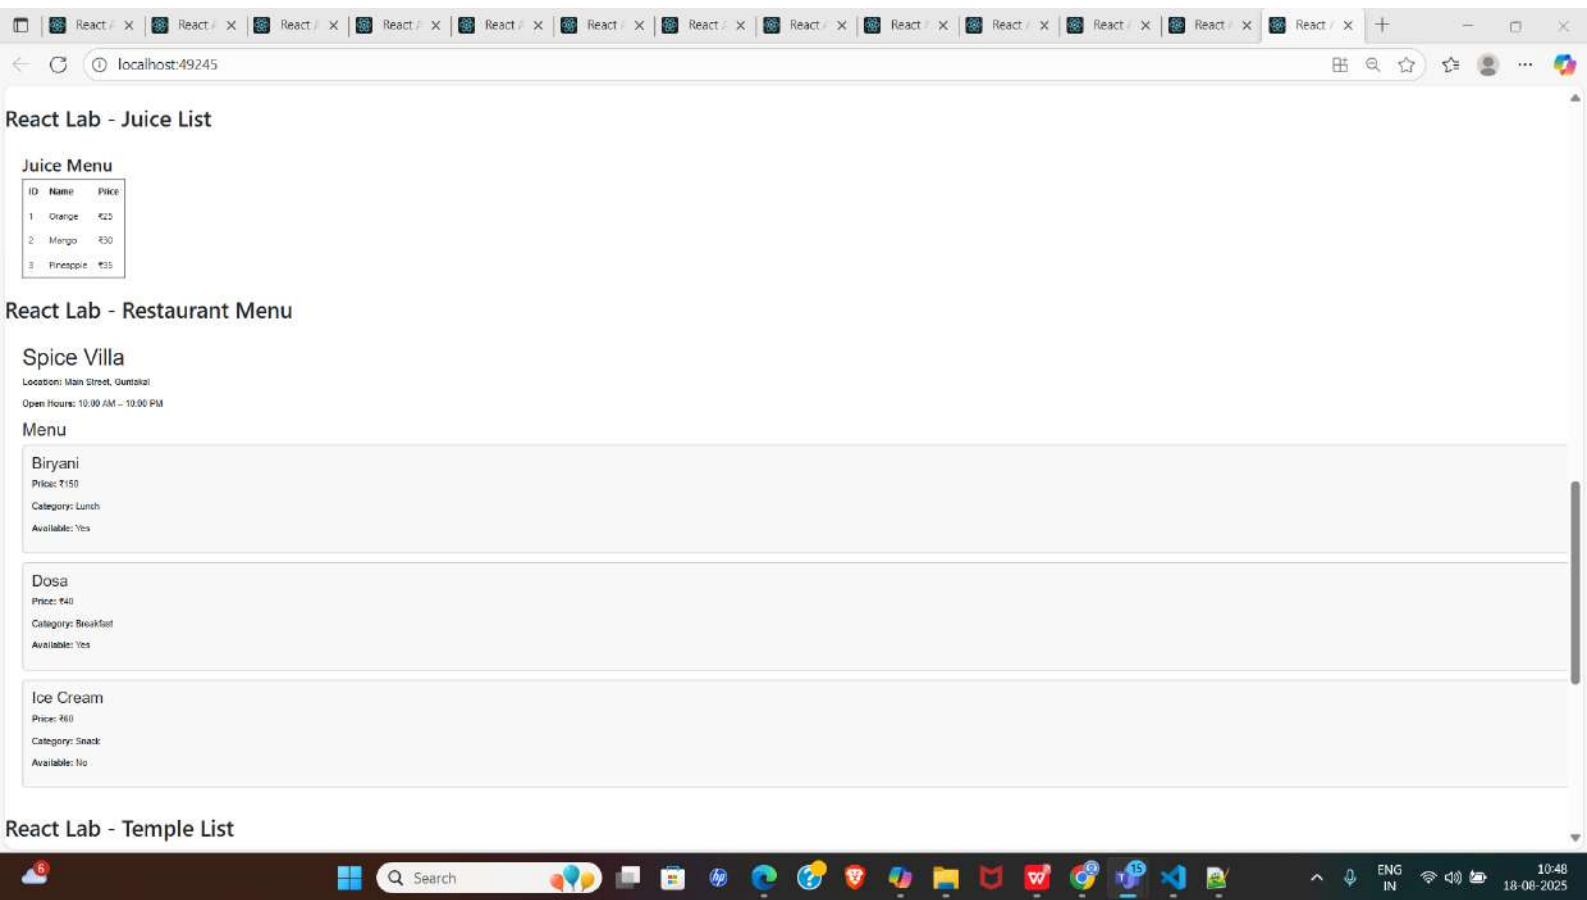 React A
React A
React A
React A
React A
React A
React A
React A
React A
React A
React A
React A
React A
localhost:49245
React Lab - Juice List
Juice Menu
ID Name Price
1 Orange ₹25
2 Mango ₹30
3 Pineapple ₹35
React Lab - Restaurant Menu
Spice Villa
Location: Main Street, Guntakal
Open Hours: 10:00 AM – 10:00 PM
Menu
Biryani
Price: ₹150
Category: Lunch
Available: Yes
Dosa
Price: ₹40
Category: Breakfast
Available: Yes
Ice Cream
Price: ₹60
Category: Snack
Available: No
React Lab - Temple List
6
Search
hp
15
ENG
IN
10:48
18-08-2025